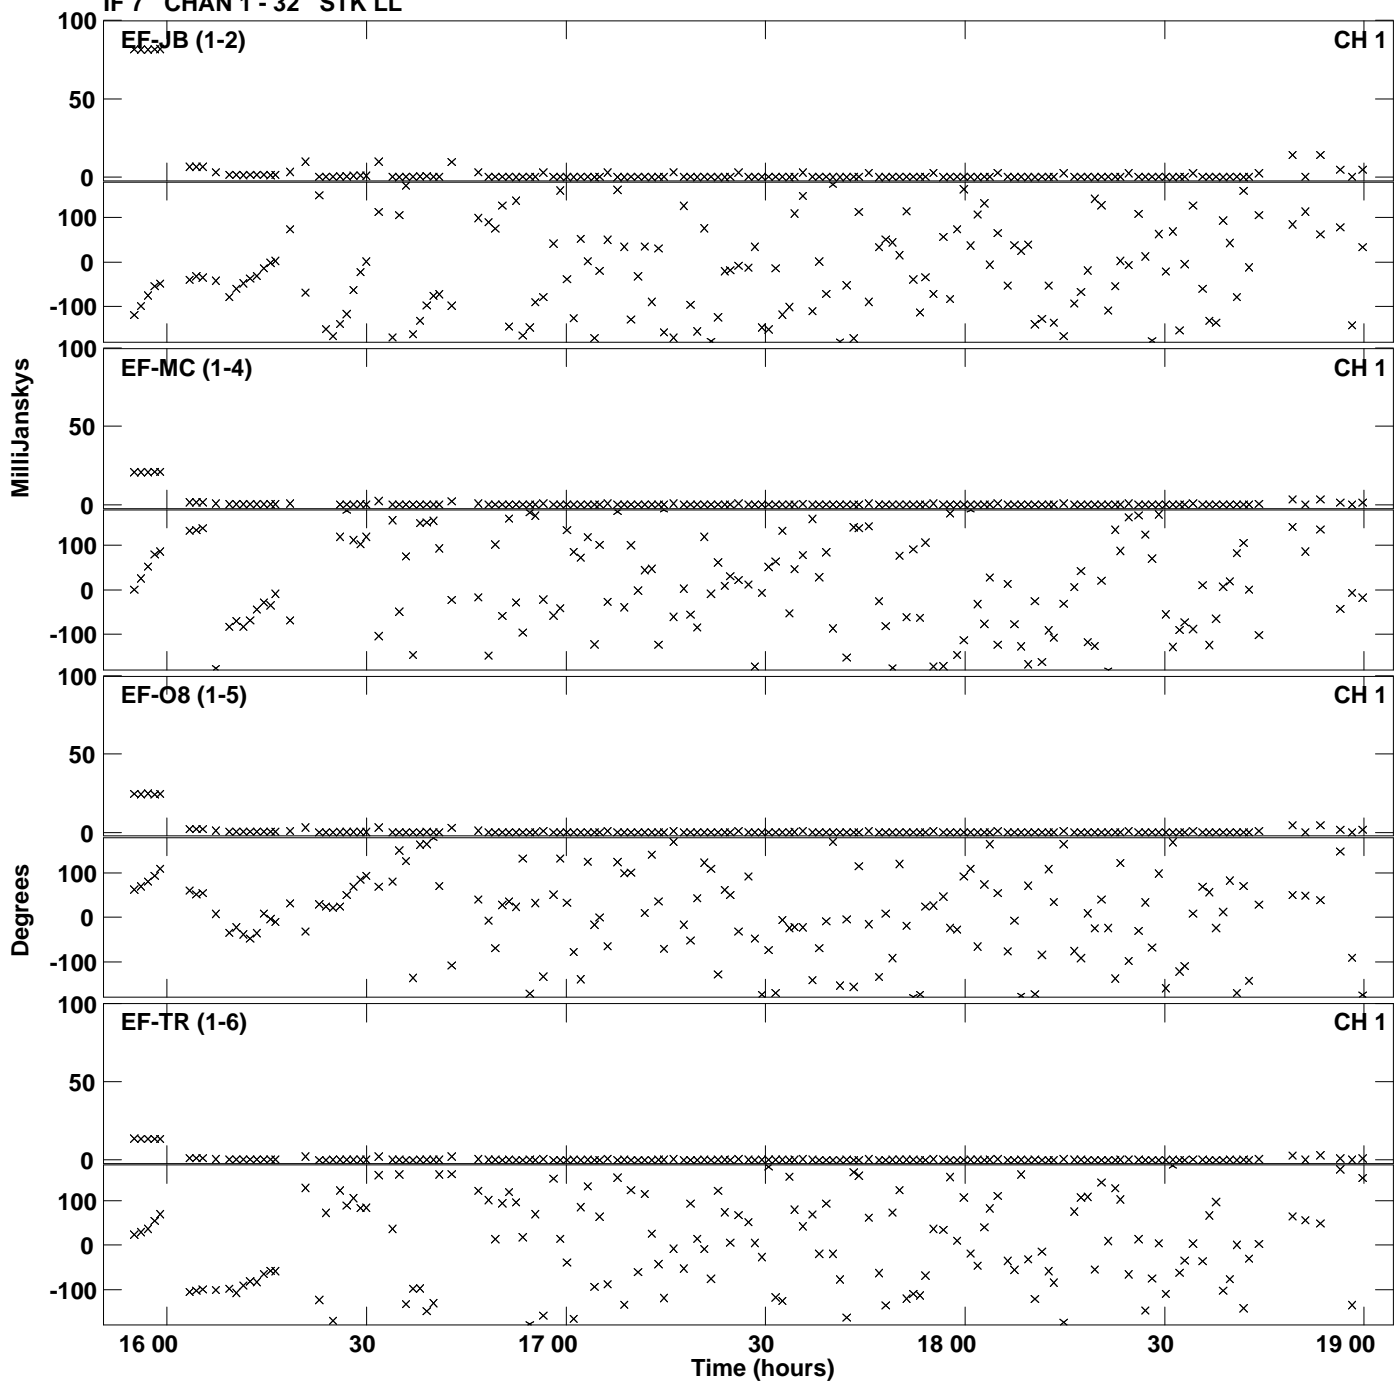 IF 7 CHAN 1 - 32 STK LL
100
EF-JB (1-2) CH 1
50
0
100
0
-100
100
EF-MC (1-4) CH 1
50
0
100
0
-100
MilliJanskys
100
EF-O8 (1-5) CH 1
50
0
100
0
-100
Degrees
100
EF-TR (1-6) CH 1
50
0
100
0
-100
16 00 30 17 00 30 18 00 30 19 00
Time (hours)